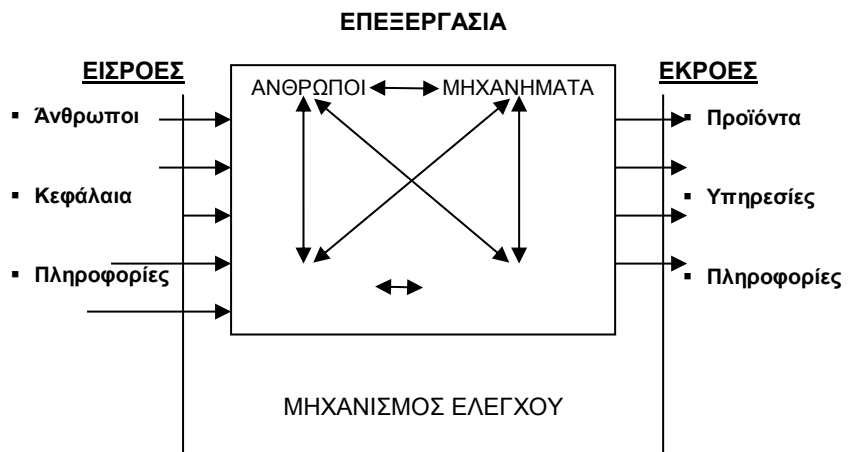 ΕΠΕΞΕΡΓΑΣΙΑ
ΕΙΣΡΟΕΣ
ΕΚΡΟΕΣ
ΑΝΘΡΩΠΟΙ ΜΗΧΑΝΗΜΑΤΑ
▪ Άνθρωποι
▪ Προϊόντα
▪ Κεφάλαια
▪ Υπηρεσίες
▪ Πληροφορίες
▪ Πληροφορίες
ΜΗΧΑΝΙΣΜΟΣ ΕΛΕΓΧΟΥ